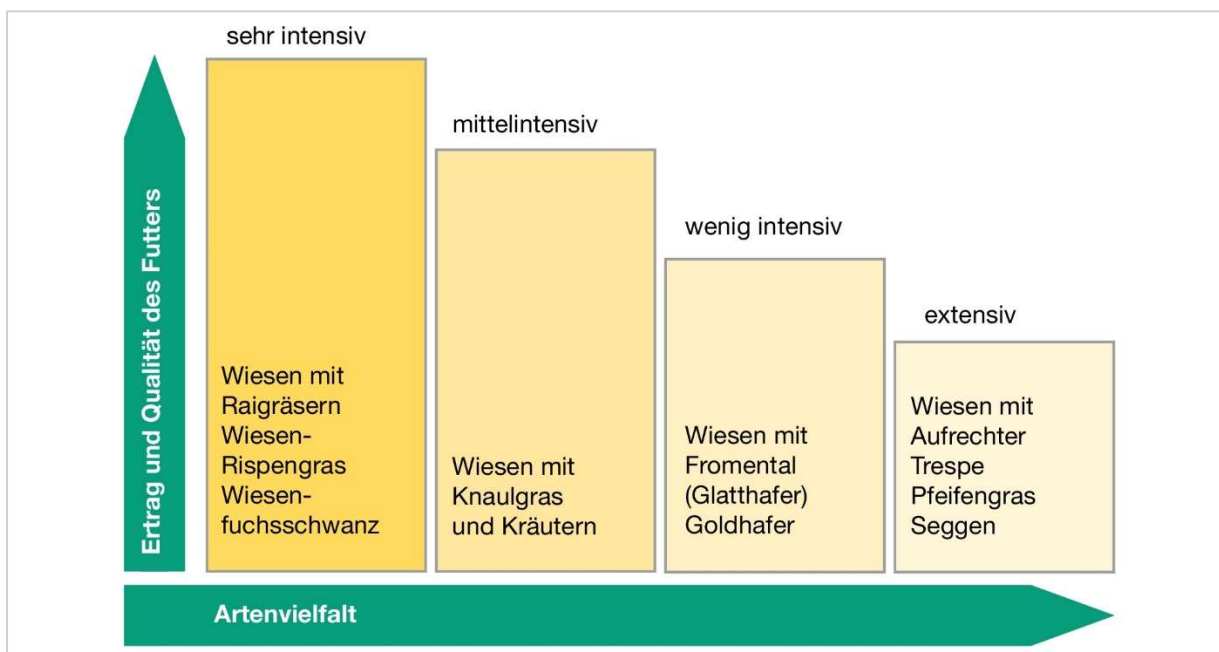 sehr intensiv
mittelintensiv
wenig intensiv
extensiv
Ertrag und Qualität des Futters
Wiesen mit
Raigräsern
Wiesen-
Rispengras
Wiesen-
fuchsschwanz
Wiesen mit
Knaulgras
und Kräutern
Wiesen mit
Fromental
(Glatthafer)
Goldhafer
Wiesen mit
Aufrechter
Trespe
Pfeifengras
Seggen
Artenvielfalt